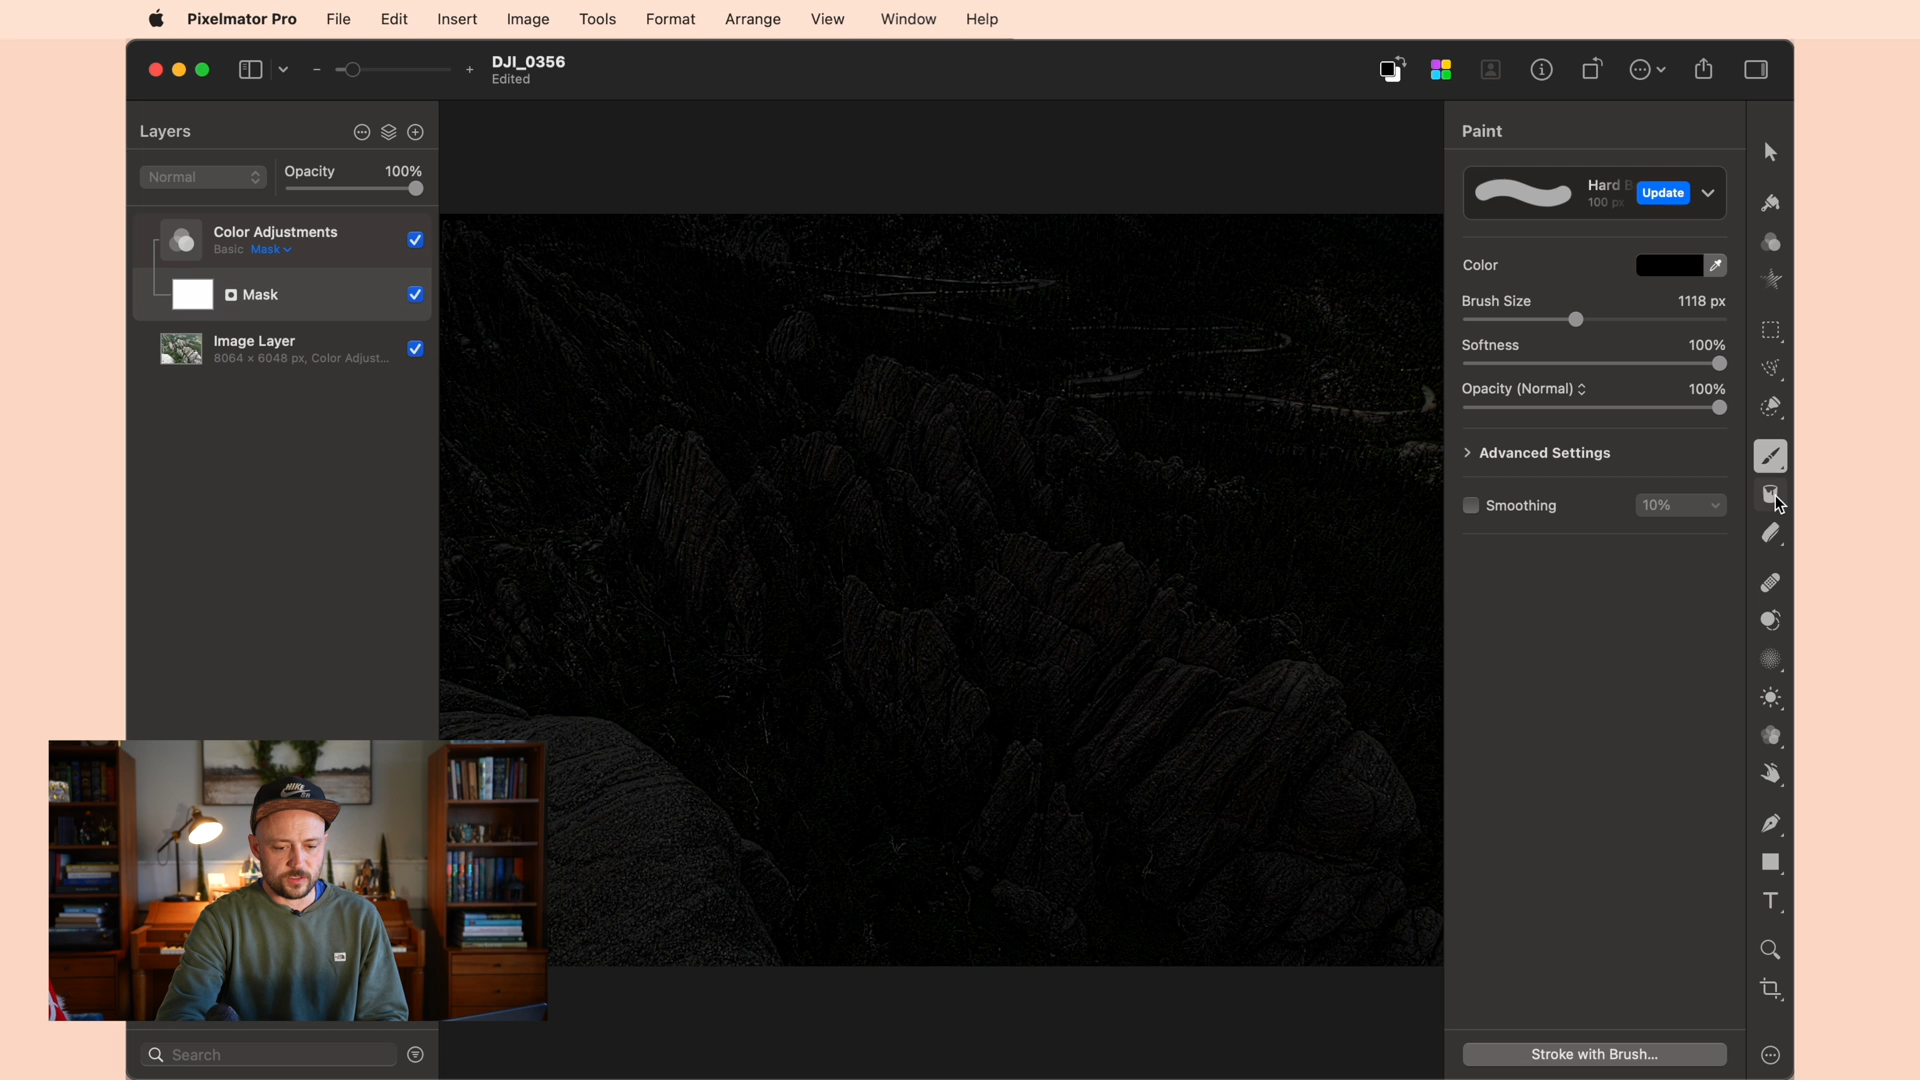 Pixelmator Pro File Edit Insert Image Tools Format Arrange View Window Help
DJI_0356
Edited
Layers
Normal
Opacity 100%
Color Adjustments
Basic Mask
Mask
Image Layer
8064 × 6048 px, Color Adjust...
Search
Paint
Hard B
100 px
Update
Color
Brush Size 1118 px
Softness 100%
Opacity (Normal) 100%
Advanced Settings
Smoothing 10%
Stroke with Brush...
NIKE